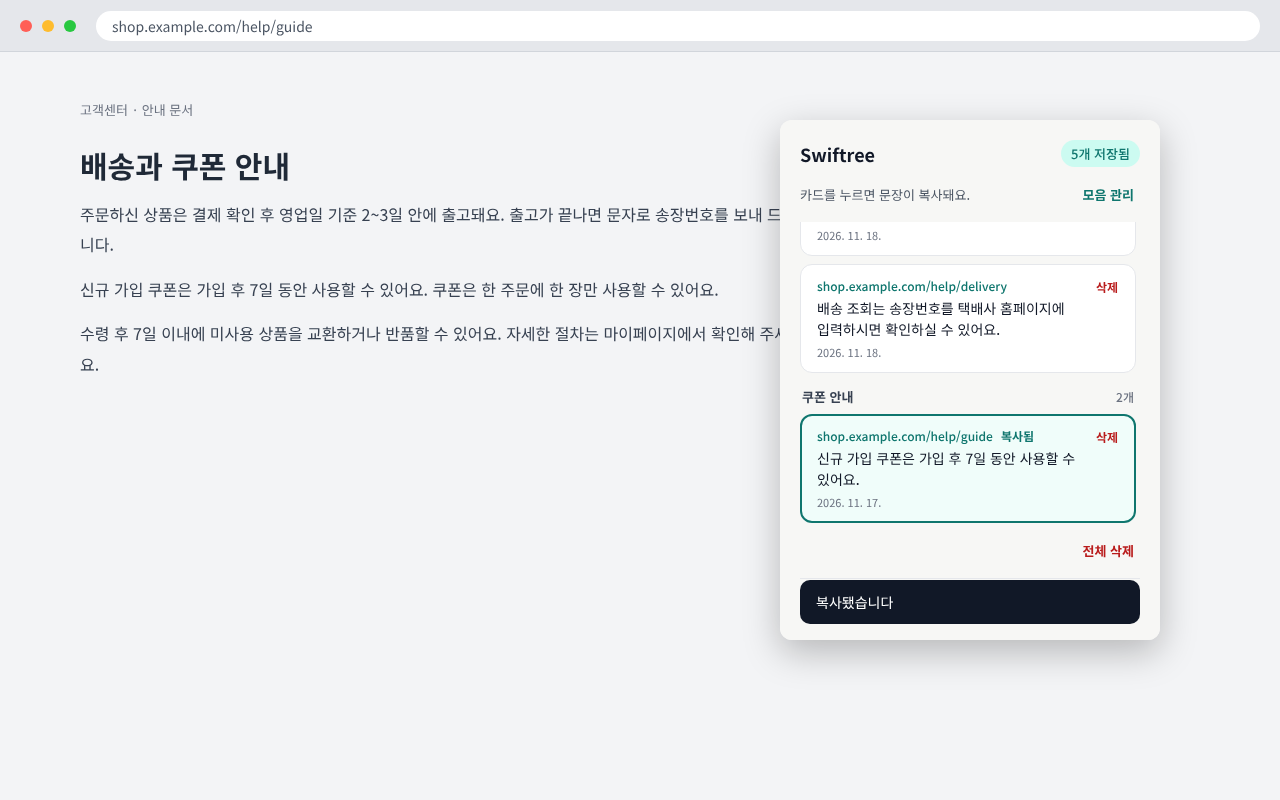 shop.example.com/help/guide
고객센터 · 안내 문서
배송과 쿠폰 안내
주문하신 상품은 결제 확인 후 영업일 기준 2~3일 안에 출고돼요. 출고가 끝나면 문자로 송장번호를 보내 드
니다.
신규 가입 쿠폰은 가입 후 7일 동안 사용할 수 있어요. 쿠폰은 한 주문에 한 장만 사용할 수 있어요.
수령 후 7일 이내에 미사용 상품을 교환하거나 반품할 수 있어요. 자세한 절차는 마이페이지에서 확인해
요.
Swiftree
5개 저장됨
카드를 누르면 문장이 복사돼요.
모음 관리
2026. 11. 18.
shop.example.com/help/delivery
삭제
배송 조회는 송장번호를 택배사 홈페이지에
입력하시면 확인하실 수 있어요.
2026. 11. 18.
쿠폰 안내
2개
shop.example.com/help/guide 복사됨
삭제
신규 가입 쿠폰은 가입 후 7일 동안 사용할 수
있어요.
2026. 11. 17.
전체 삭제
복사됐습니다